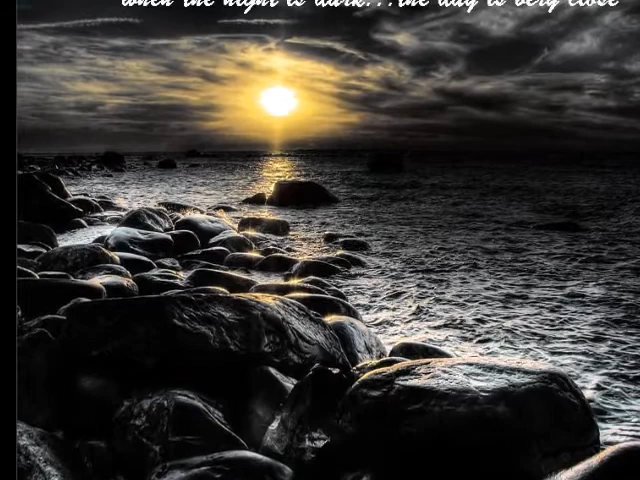 when the night is dark...the day is very close